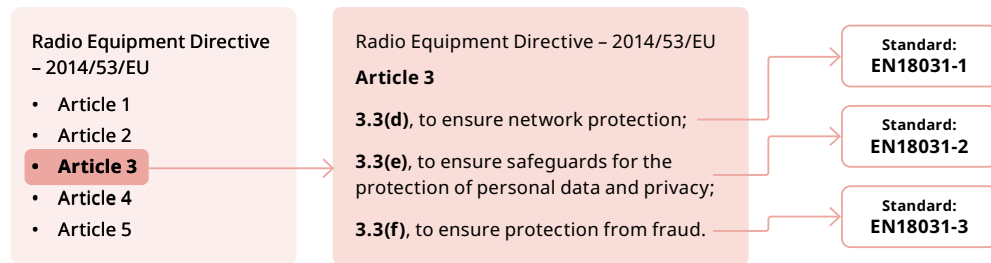 Radio Equipment Directive
– 2014/53/EU
• Article 1
• Article 2
• Article 3
• Article 4
• Article 5
Radio Equipment Directive – 2014/53/EU
Article 3
3.3(d), to ensure network protection;
3.3(e), to ensure safeguards for the
protection of personal data and privacy;
3.3(f), to ensure protection from fraud.
Standard:
EN18031-1
Standard:
EN18031-2
Standard:
EN18031-3